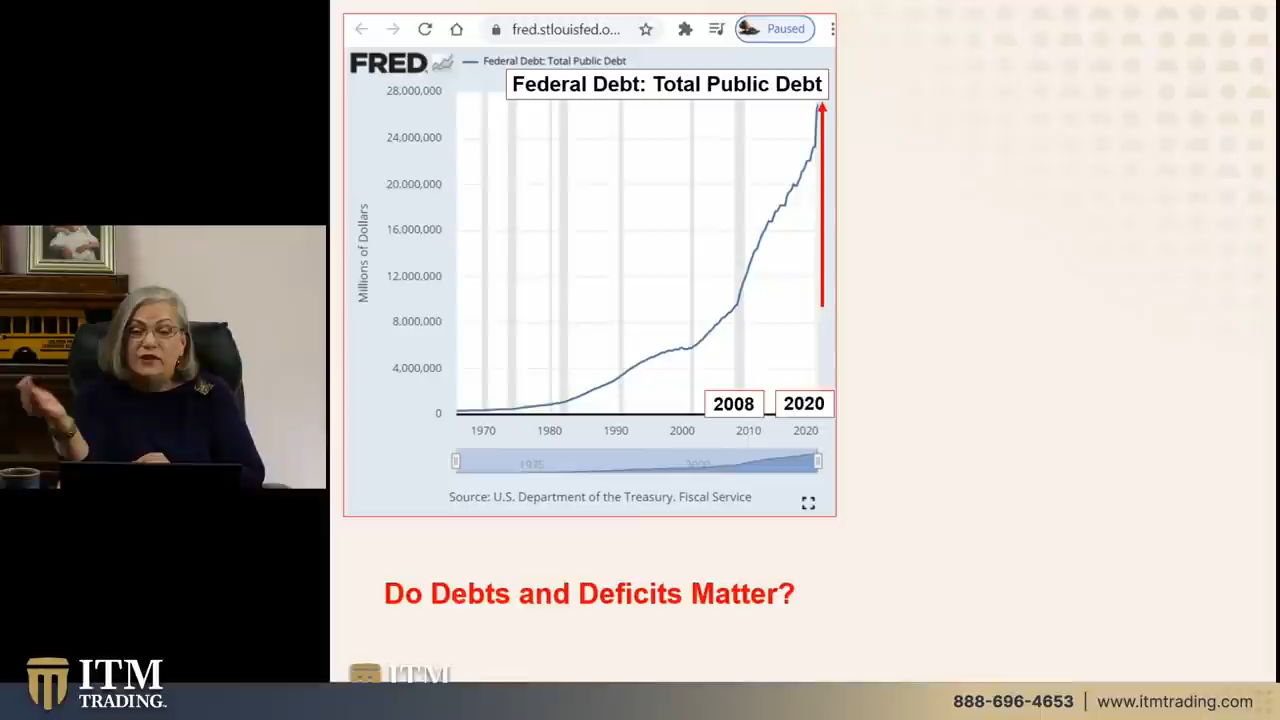 fred.stlouisfed.o...
Paused
FRED
Federal Debt: Total Public Debt
Federal Debt: Total Public Debt
28,000,000
24,000,000
20,000,000
16,000,000
12,000,000
8,000,000
4,000,000
0
Millions of Dollars
2008
2020
1970
1980
1990
2000
2010
2020
1975
2000
Source: U.S. Department of the Treasury. Fiscal Service
Do Debts and Deficits Matter?
ITM
TRADING.
ITM
888-696-4653 | www.itmtrading.com